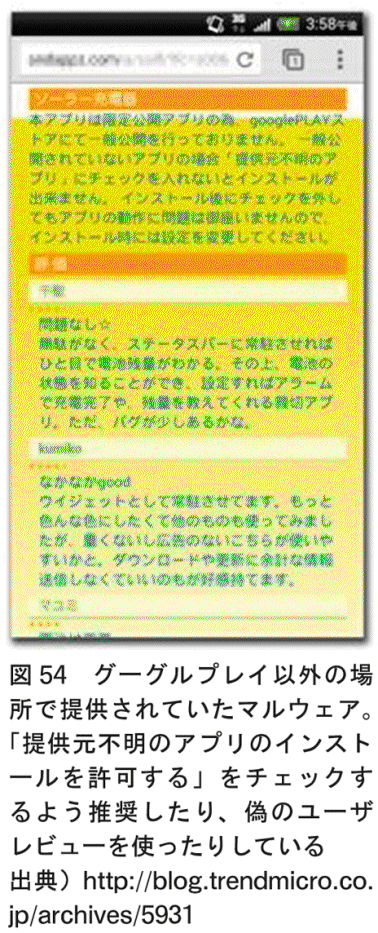 3G 3:58午後
ソーラー充電器
本アプリは限定公開アプリの為、googlePLAYス
トアにて一般公開を行っておりません。一般公
開されていないアプリの場合「提供元不明のア
プリ」にチェックを入れないとインストールが
出来ません。インストール後にチェックを外し
てもアプリの動作に問題は御座いませんので、
インストール時には設定を変更してください。
評価
千聖
問題なし☆
無駄がなく、ステータスバーに常駐させれば
ひと目で電池残量がわかる。その上、電池の
状態を知ることができ、設定すればアラーム
で充電完了や、残量を教えてくれる親切アプ
リ。ただ、バグが少しあるかな。
kumiko
なかなかgood
ウイジェットとして常駐させてます。もっと
色んな色にしたくて他のものも使ってみまし
たが、重くないし広告のないこちらが使いや
すいかと。ダウンロードや更新に余計な情報
送信しなくていいのもが好感持てます。
マユミ
図54　グーグルプレイ以外の場
所で提供されていたマルウェア。
「提供元不明のアプリのインスト
ールを許可する」をチェックす
るよう推奨したり、偽のユーザ
レビューを使ったりしている
出典）http://blog.trendmicro.co.
jp/archives/5931